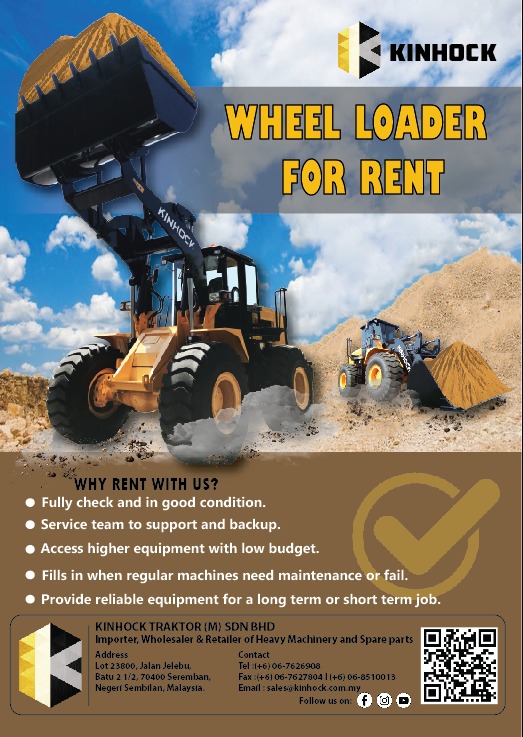 KINHOCK
WHEEL LOADER
FOR RENT
KINHOCK
WHY RENT WITH US?
Fully check and in good condition.
Service team to support and backup.
Access higher equipment with low budget.
Fills in when regular machines need maintenance or fail.
Provide reliable equipment for a long term or short term job.
KINHOCK TRAKTOR (M) SDN BHD
Importer, Wholesaler & Retailer of Heavy Machinery and Spare parts
Address
Lot 23800, Jalan Jelebu,
Batu 2 1/2, 70400 Seremban,
Negeri Sembilan, Malaysia.
Contact
Tel :(+6) 06-7626908
Fax :(+6) 06-7627804 I (+6) 06-8510013
Email : sales@kinhock.com.my
Follow us on: